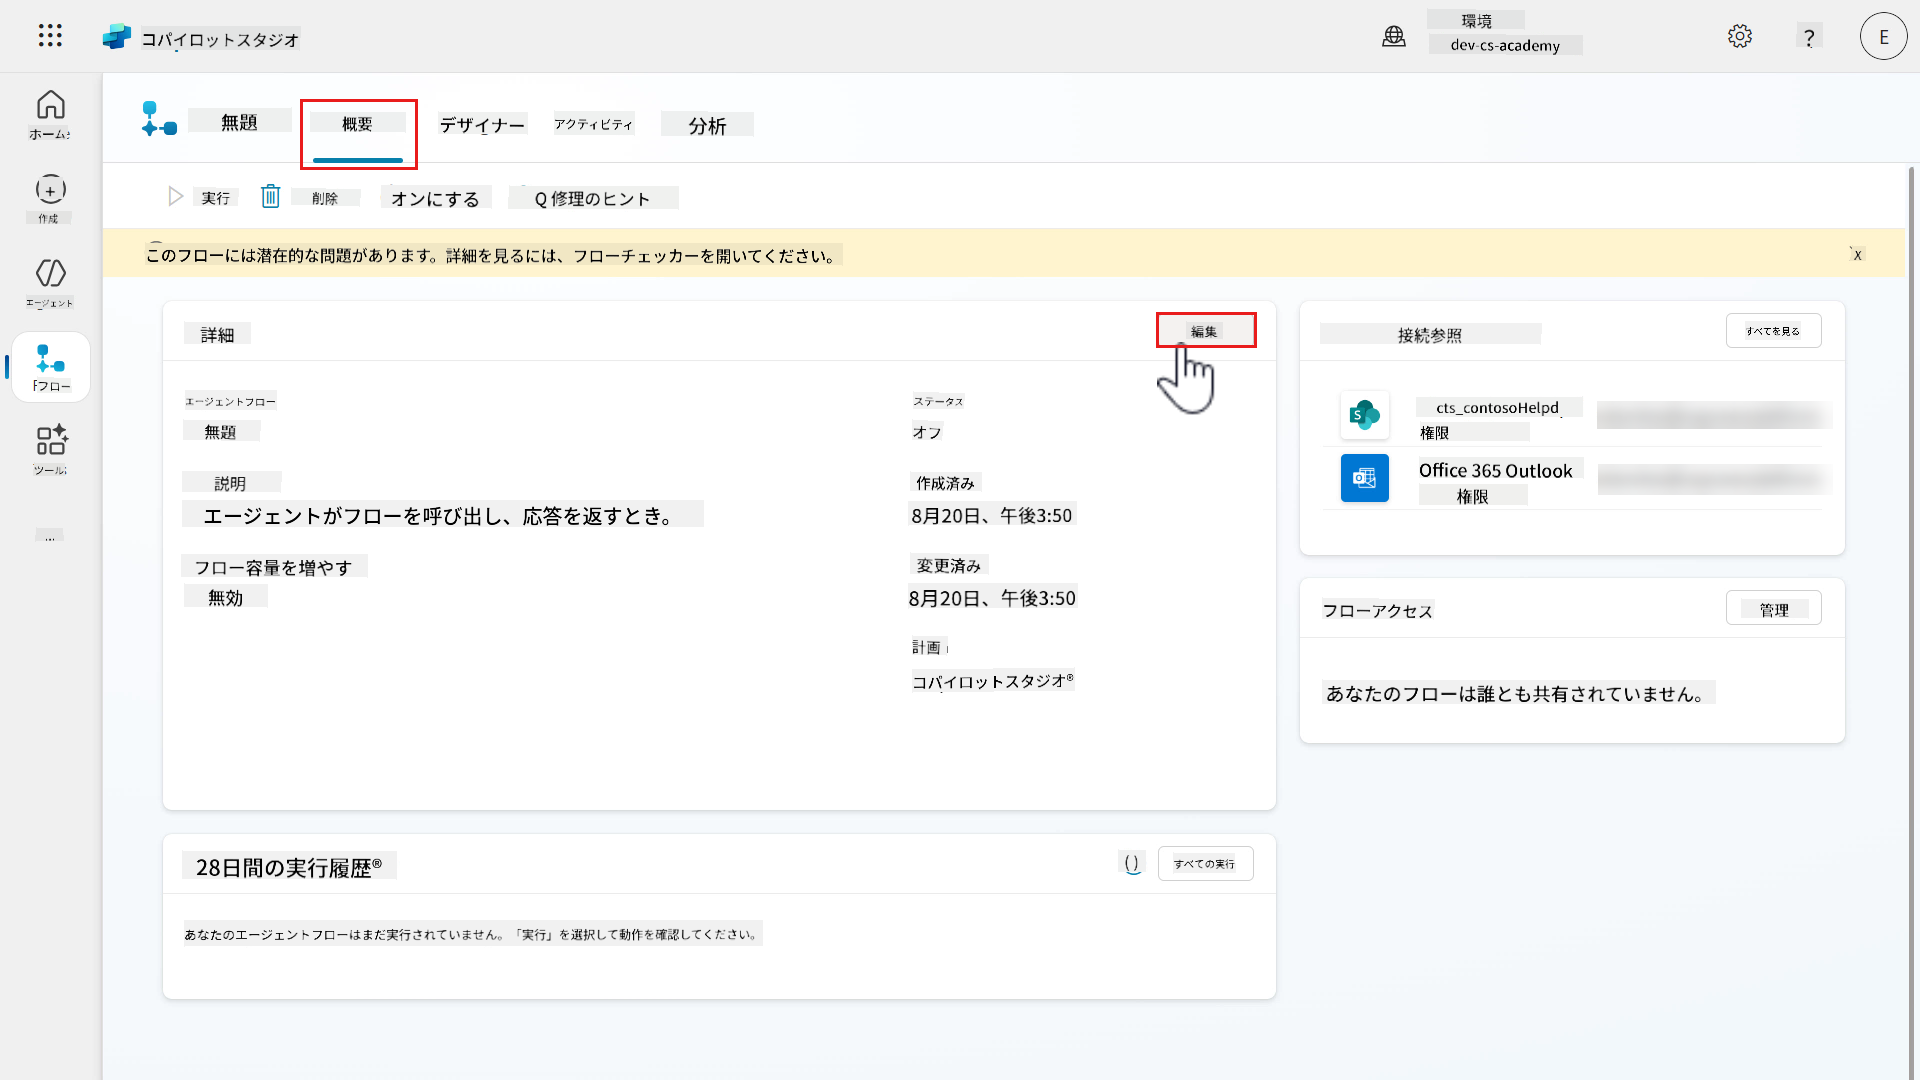 コパイロットスタジオ
環境
dev-cs-academy
?
E
ホーム
作成
エージェント
フロー
ツール
...
無題
概要
デザイナー
アクティビティ
分析
実行
削除
オンにする
Q 修理のヒント
このフローには潜在的な問題があります。詳細を見るには、フローチェッカーを開いてください。
X
詳細
編集
エージェントフロー
無題
説明
エージェントがフローを呼び出し、応答を返すとき。
フロー容量を増やす
無効
ステータス
オフ
作成済み
8月20日、午後3:50
変更済み
8月20日、午後3:50
計画
コパイロットスタジオ®
接続参照
すべてを見る
S
cts_contosoHelpd
権限
Office 365 Outlook
権限
フローアクセス
管理
あなたのフローは誰とも共有されていません。
28日間の実行履歴®
()
すべての実行
あなたのエージェントフローはまだ実行されていません。「実行」を選択して動作を確認してください。